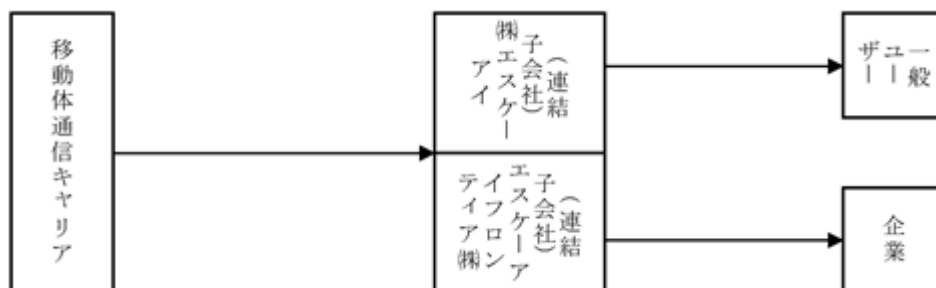 移動体通信キャリア
(連結
子会社)
㈱エスケー
アイ
(連結
子会社)
エスケーア
イフロン
ティア㈱
一般
ユー
ザー
企業